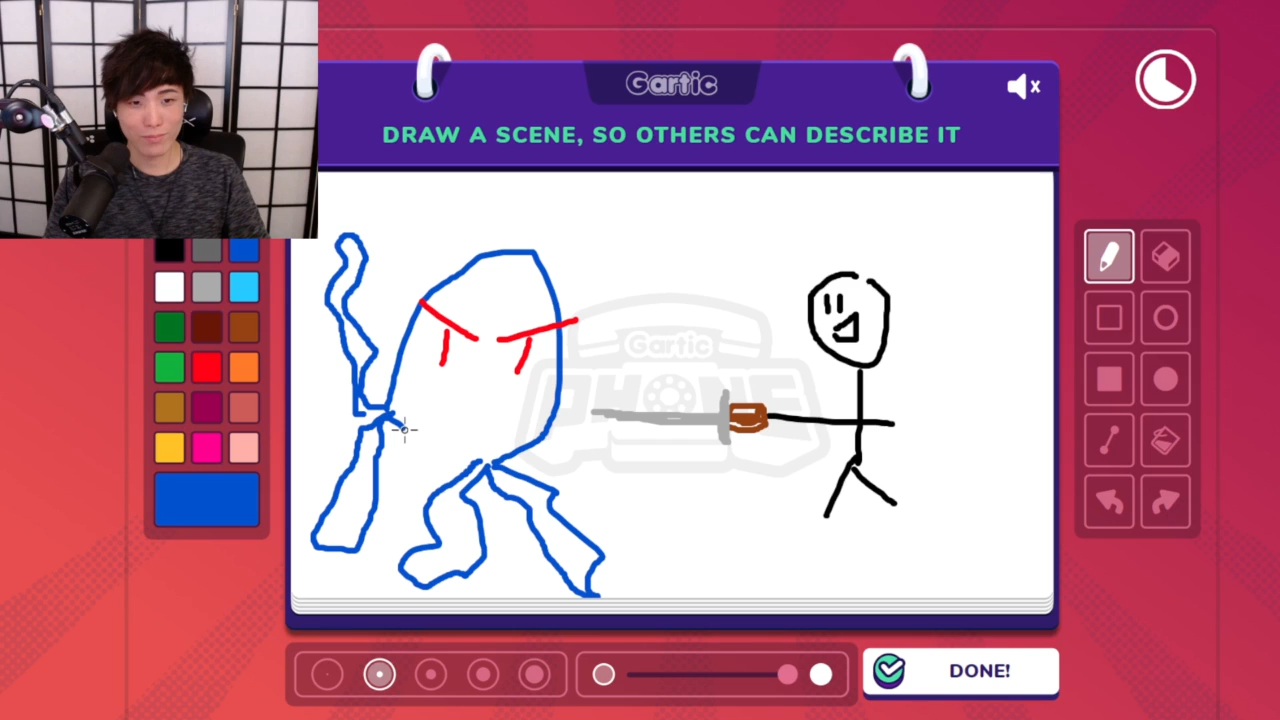 Gartic
DRAW A SCENE, SO OTHERS CAN DESCRIBE IT
Gartic
PHONE
DONE!